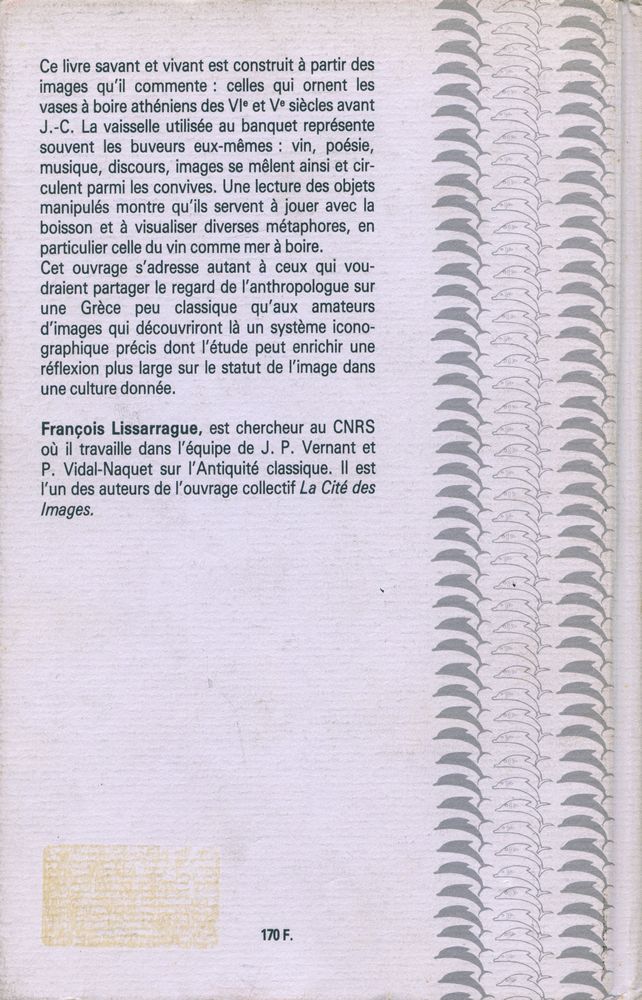 Ce livre savant et vivant est construit à partir des
images qu'il commente : celles qui ornent les
vases à boire athéniens des VIe et Ve siècles avant
J.-C. La vaisselle utilisée au banquet représente
souvent les buveurs eux-mêmes : vin, poésie,
musique, discours, images se mêlent ainsi et cir-
culent parmi les convives. Une lecture des objets
manipulés montre qu'ils servent à jouer avec la
boisson et à visualiser diverses métaphores, en
particulier celle du vin comme mer à boire.
Cet ouvrage s'adresse autant à ceux qui vou-
draient partager le regard de l'anthropologue sur
une Grèce peu classique qu'aux amateurs
d'images qui découvriront là un système icono-
graphique précis dont l'étude peut enrichir une
réflexion plus large sur le statut de l'image dans
une culture donnée.
François Lissarrague, est chercheur au CNRS
où il travaille dans l'équipe de J. P. Vernant et
P. Vidal-Naquet sur l'Antiquité classique. Il est
l'un des auteurs de l'ouvrage collectif La Cité des
Images.
170 F.